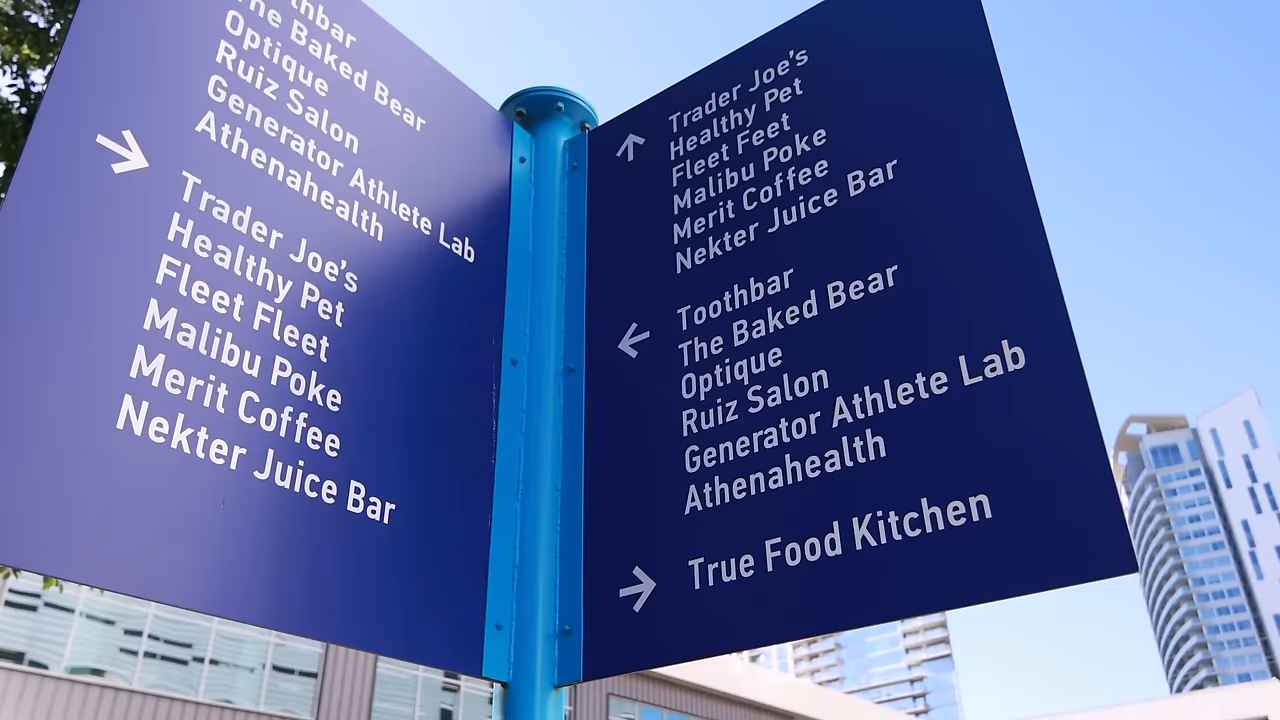 The Baked Bear
Optique
Ruiz Salon
Generator Athlete Lab
Athenahealth
Trader Joe's
Healthy Pet
Fleet Fleet
Malibu Poke
Merit Coffee
Nekter Juice Bar
Trader Joe's
Healthy Pet
Fleet Feet
Malibu Poke
Merit Coffee
Nekter Juice Bar
Toothbar
The Baked Bear
Optique
Ruiz Salon
Generator Athlete Lab
Athenahealth
True Food Kitchen